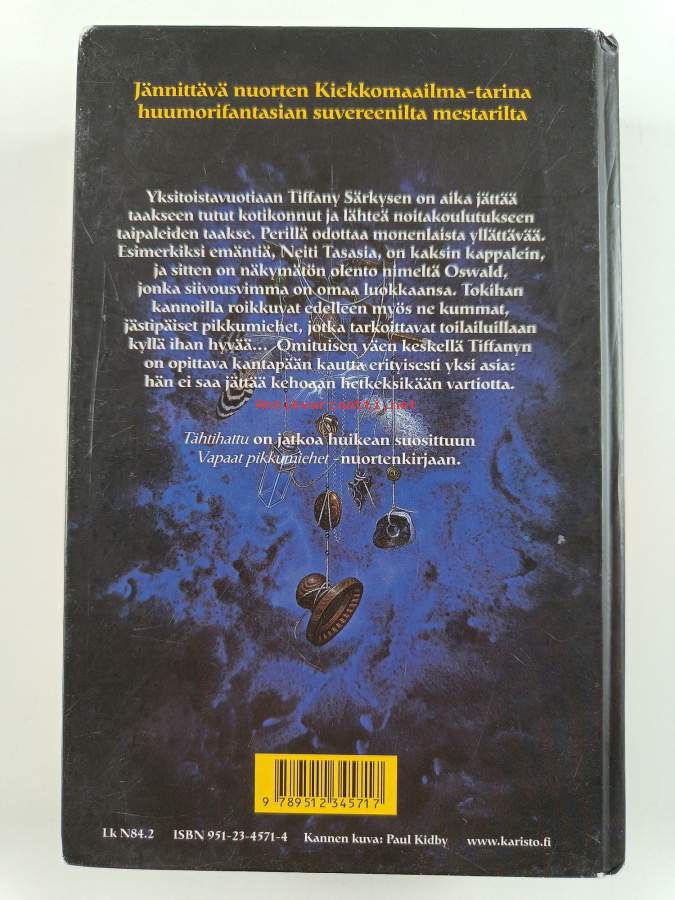 Jännittävä nuorten Kiekkomaailma-tarina
huumorifantasian suvereenilta mestarilta
Yksitoistavuotiaan Tiffany Särkysen on aika jättää
taakseen tutut kotikonnut ja lähteä noitakoulutukseen
taipaleiden taakse. Perillä odottaa monenlaista yllättävää.
Esimerkiksi emäntiä, Neiti Tasasia, on kaksin kappalein,
ja sitten on näkymätön olento nimeltä Oswald,
jonka siivousvimma on omaa luokkaansa. Tokihan
kannoilla roikkuvat edelleen myös ne kummat,
jästipäiset pikkumiehet, jotka tarkoittavat toilailuillaan
kyllä ihan hyvää... Omituisen väen keskellä Tiffanyn
on opittava kantapään kautta erityisesti yksi asia:
hän ei saa jättää kehoaan hetkeksikään vartiotta.
Antikvariaatti.net
Tähtihattu on jatkoa huikean suosittuun
Vapaat pikkumiehet -nuortenkirjaan.
9 789512 345717
Lk N84.2 ISBN 951-23-4571-4 Kannen kuva: Paul Kidby www.karisto.fi